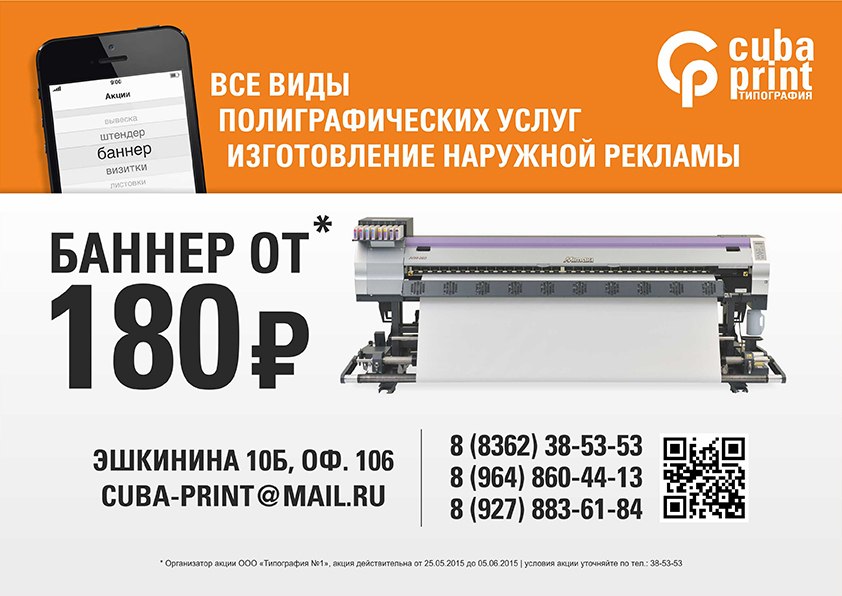 cuba
print
ТИПОГРАФИЯ
9:00
Акции
вывеска
штендер
баннер
визитки
листовки
ВСЕ ВИДЫ
ПОЛИГРАФИЧЕСКИХ УСЛУГ
ИЗГОТОВЛЕНИЕ НАРУЖНОЙ РЕКЛАМЫ
БАННЕР ОТ*
180₽
Mimaki
ЭШКИНИНА 10Б, ОФ. 106
CUBA-PRINT@MAIL.RU
8 (8362) 38-53-53
8 (964) 860-44-13
8 (927) 883-61-84
* Организатор акции ООО «Типография №1», акция действительна от 25.05.2015 до 05.06.2015 | условия акции уточняйте по тел.: 38-53-53